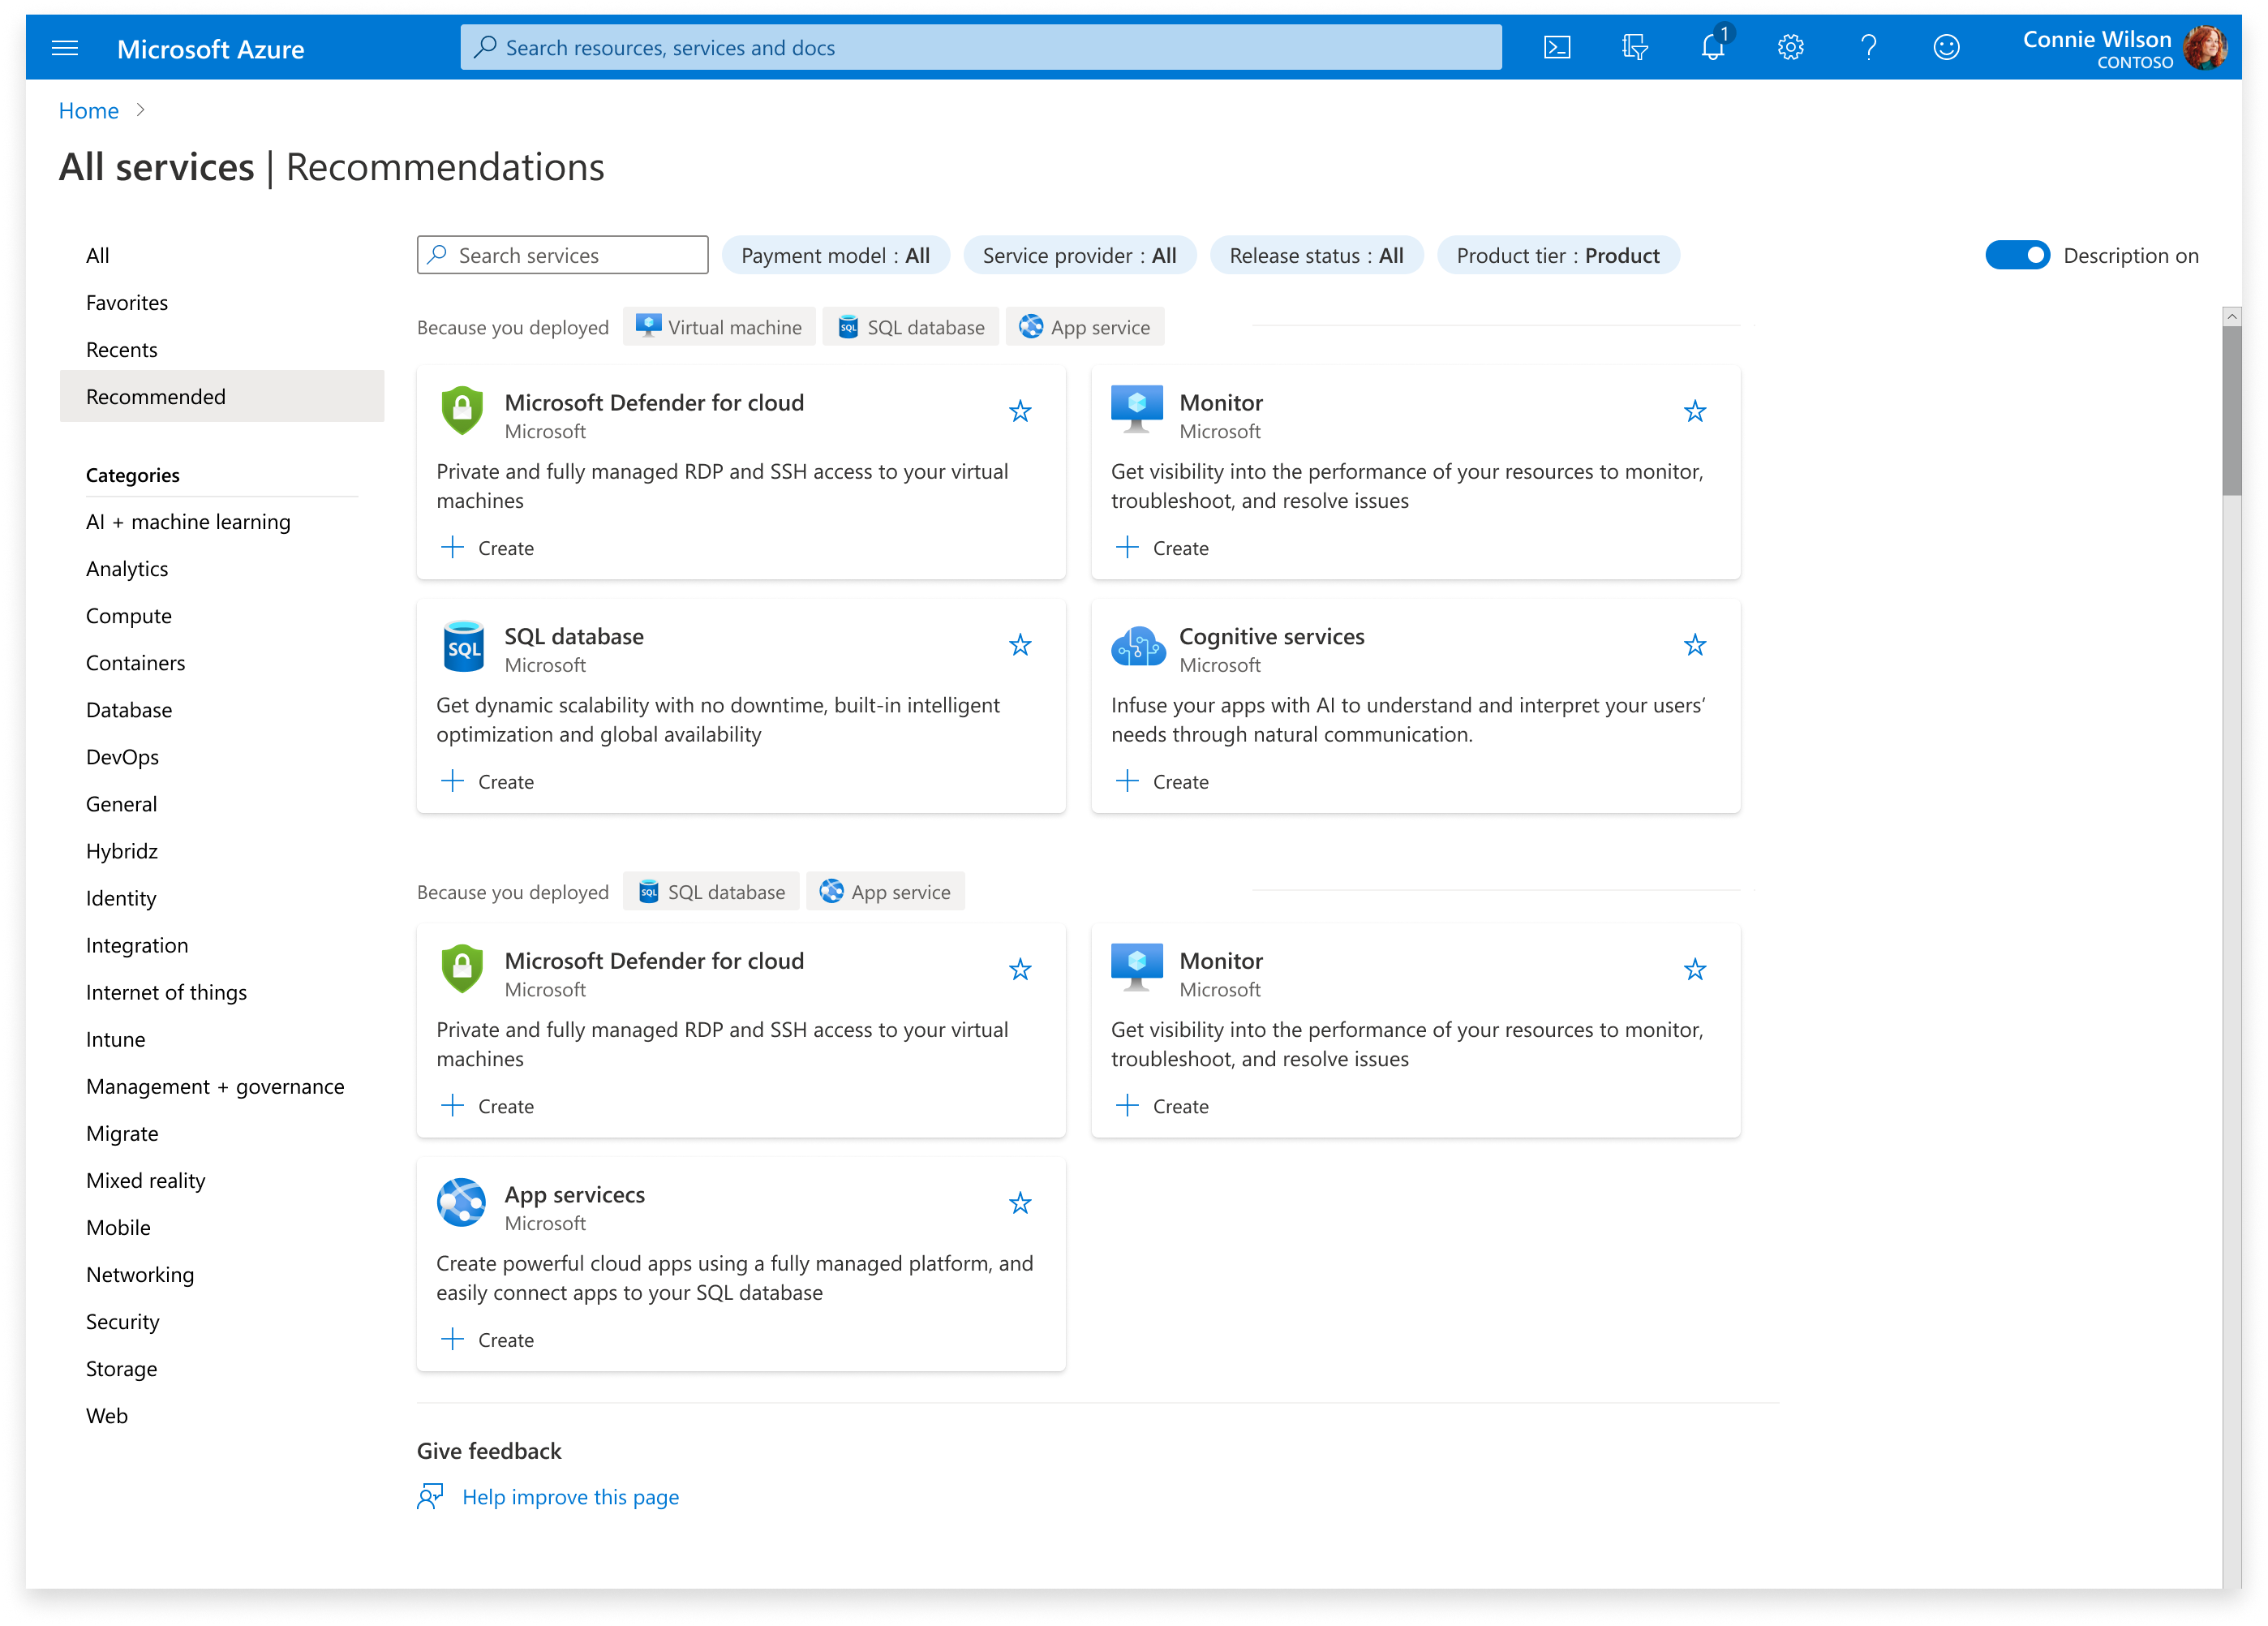 Microsoft Azure
Search resources, services and docs
1
Connie Wilson
CONTOSO
Home
All services | Recommendations
All
Favorites
Recents
Recommended
Categories
AI + machine learning
Analytics
Compute
Containers
Database
DevOps
General
Hybridz
Identity
Integration
Internet of things
Intune
Management + governance
Migrate
Mixed reality
Mobile
Networking
Security
Storage
Web
Search services
Payment model : All
Service provider : All
Release status : All
Product tier : Product
Description on
Because you deployed
Virtual machine
SQL
SQL database
App service
Microsoft Defender for cloud
Microsoft
Private and fully managed RDP and SSH access to your virtual
machines
Create
Monitor
Microsoft
Get visibility into the performance of your resources to monitor,
troubleshoot, and resolve issues
Create
SQL
SQL database
Microsoft
Get dynamic scalability with no downtime, built-in intelligent
optimization and global availability
Create
Cognitive services
Microsoft
Infuse your apps with AI to understand and interpret your users’
needs through natural communication.
Create
Because you deployed
SQL
SQL database
App service
Microsoft Defender for cloud
Microsoft
Private and fully managed RDP and SSH access to your virtual
machines
Create
Monitor
Microsoft
Get visibility into the performance of your resources to monitor,
troubleshoot, and resolve issues
Create
App servicecs
Microsoft
Create powerful cloud apps using a fully managed platform, and
easily connect apps to your SQL database
Create
Give feedback
Help improve this page